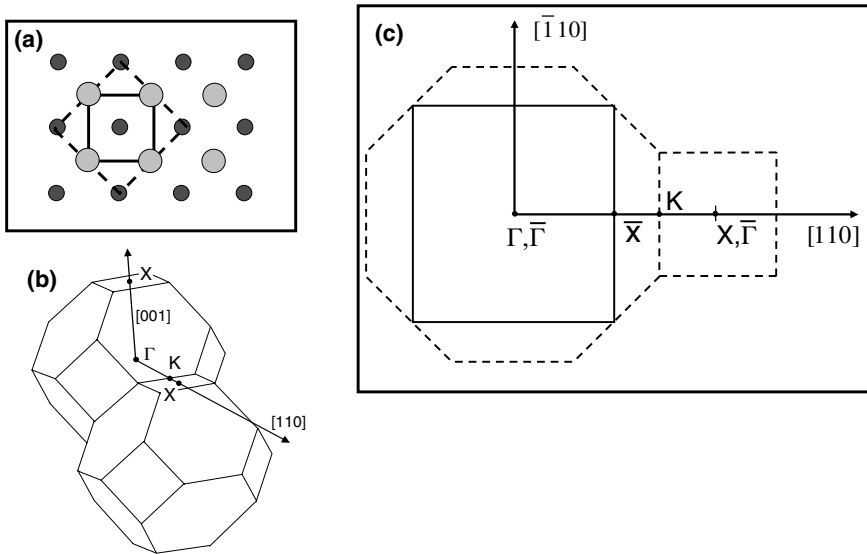 (a)
(b)
X
[001]
Γ
K
X
[110]
(c)
[1̅10]
K
Γ,Γ̅
X̅
X,Γ̅
[110]